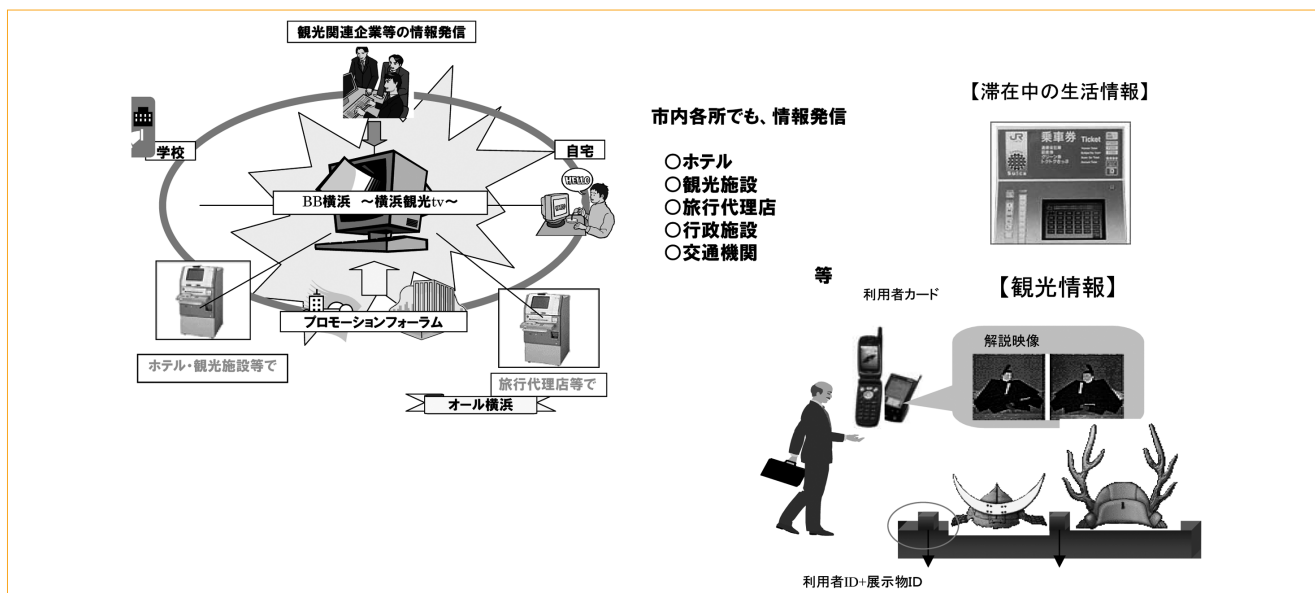 観光関連企業等の情報発信
学校
自宅
HELLO
BB横浜　～横浜観光tv～
プロモーションフォーラム
ホテル・観光施設等で
旅行代理店等で
オール横浜
市内各所でも、情報発信
○ホテル
○観光施設
○旅行代理店
○行政施設
○交通機関
等
【滞在中の生活情報】
JR
乗車券 Ticket
【観光情報】
利用者カード
解説映像
利用者ID+展示物ID